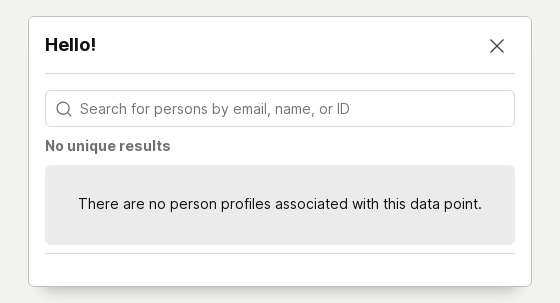 Hello!
Search for persons by email, name, or ID
No unique results
There are no person profiles associated with this data point.